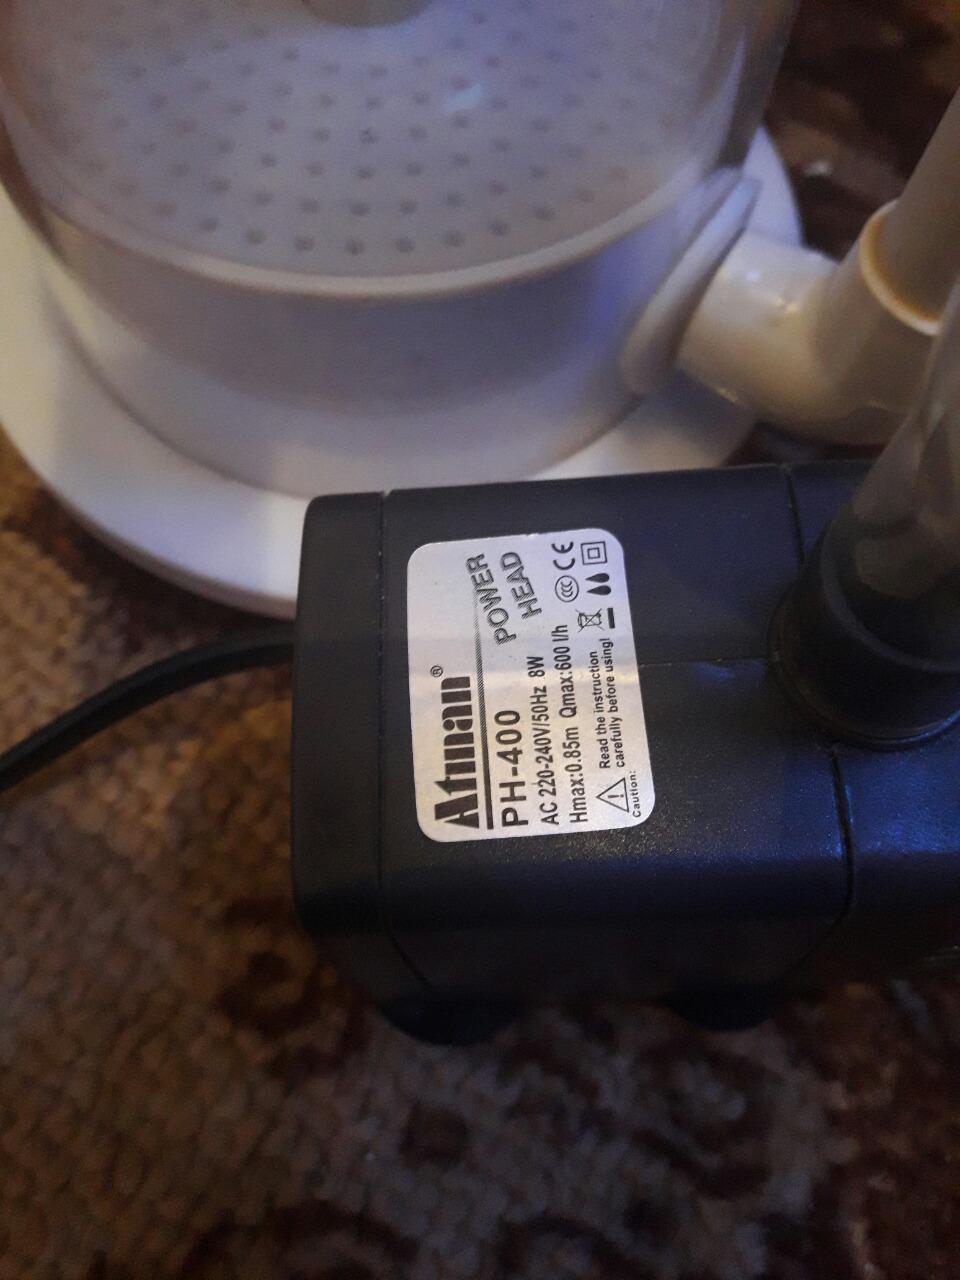 Atman®
POWER
HEAD
PH-400
AC 220-240V/50Hz 8W
Hmax:0.85m Qmax:600 l/h
CCC CE
Read the instruction
carefully before using!
Caution: